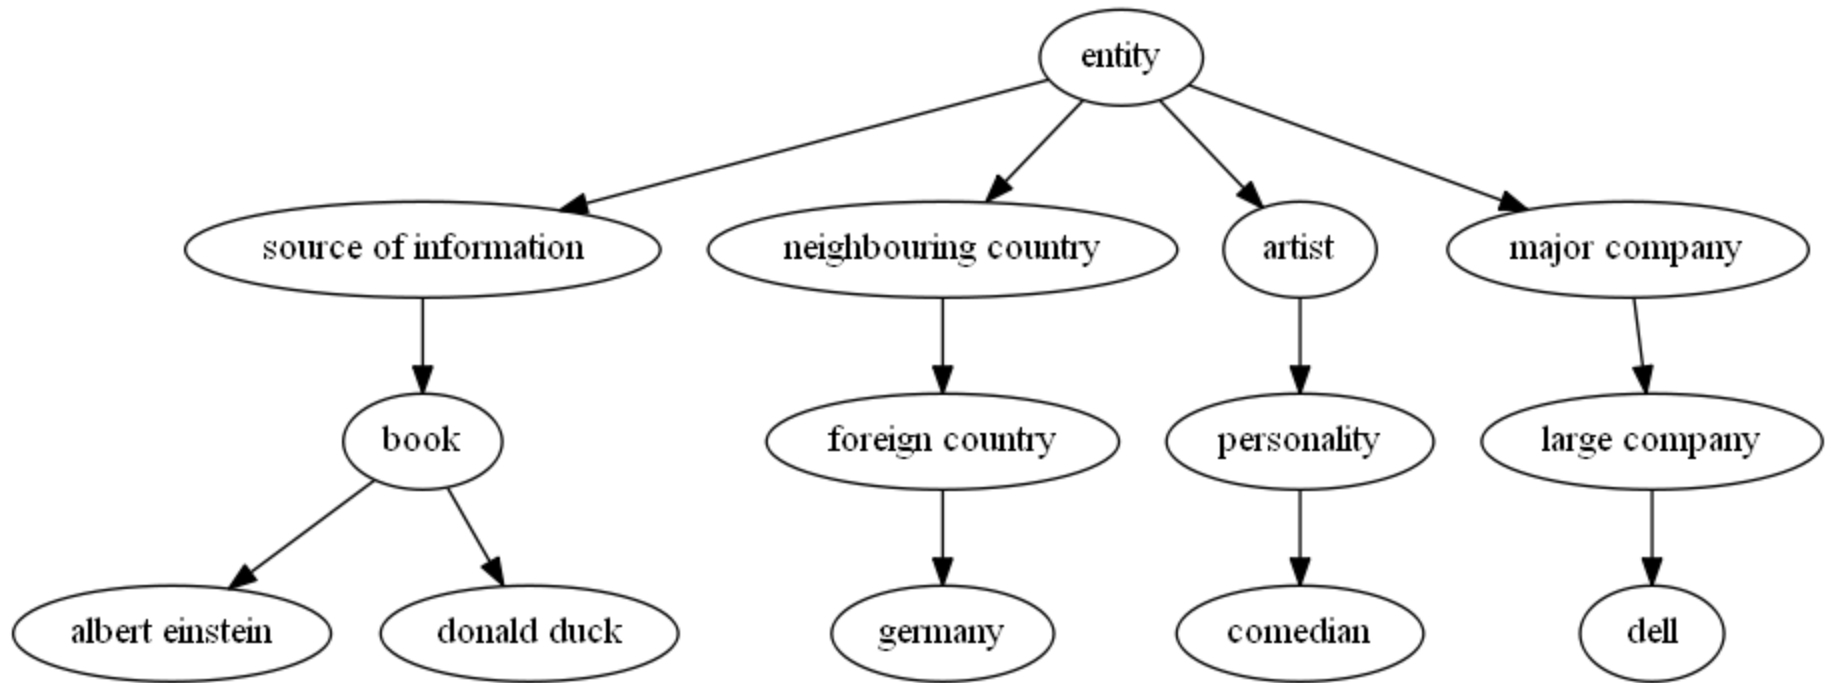 entity
source of information
neighbouring country
artist
major company
book
foreign country
personality
large company
albert einstein
donald duck
germany
comedian
dell